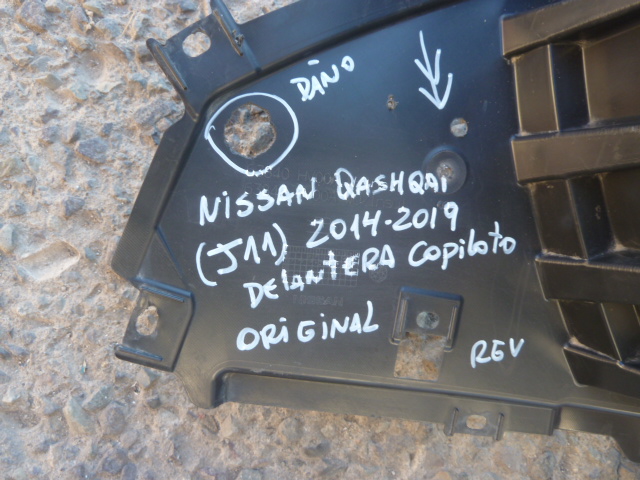 DAÑO
NISSAN QASHQAI
(J11) 2014-2019
DELANTERA COPILOTO
ORIGINAL
REV